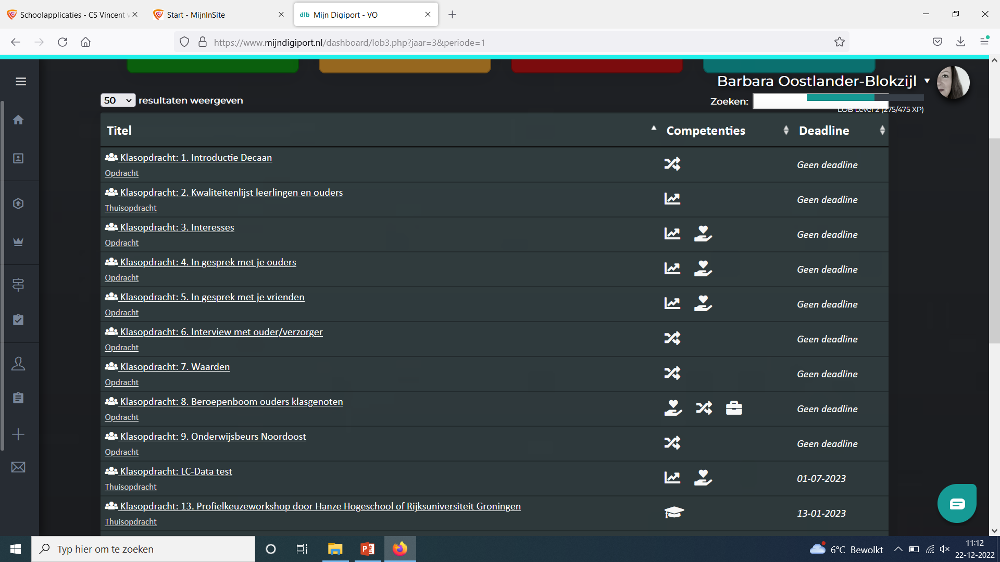 Schoolapplicaties - CS Vincent
Start - MijnInSite
dlb Mijn Digiport - VO
https://www.mijndigiport.nl/dashboard/lob3.php?jaar=3&periode=1
Barbara Oostlander-Blokzijl
50 resultaten weergeven
Zoeken:
LOB Level 2 (275/475 XP)
Titel Competenties Deadline
Klasopdracht: 1. Introductie Decaan
Opdracht
Geen deadline
Klasopdracht: 2. Kwaliteitenlijst leerlingen en ouders
Thuisopdracht
Geen deadline
Klasopdracht: 3. Interesses
Opdracht
Geen deadline
Klasopdracht: 4. In gesprek met je ouders
Opdracht
Geen deadline
Klasopdracht: 5. In gesprek met je vrienden
Opdracht
Geen deadline
Klasopdracht: 6. Interview met ouder/verzorger
Opdracht
Geen deadline
Klasopdracht: 7. Waarden
Opdracht
Geen deadline
Klasopdracht: 8. Beroepenboom ouders klasgenoten
Opdracht
Geen deadline
Klasopdracht: 9. Onderwijsbeurs Noordoost
Opdracht
Geen deadline
Klasopdracht: LC-Data test
Thuisopdracht
01-07-2023
Klasopdracht: 13. Profielkeuzeworkshop door Hanze Hogeschool of Rijksuniversiteit Groningen
Thuisopdracht
13-01-2023
Typ hier om te zoeken
6°C Bewolkt
11:12
22-12-2022